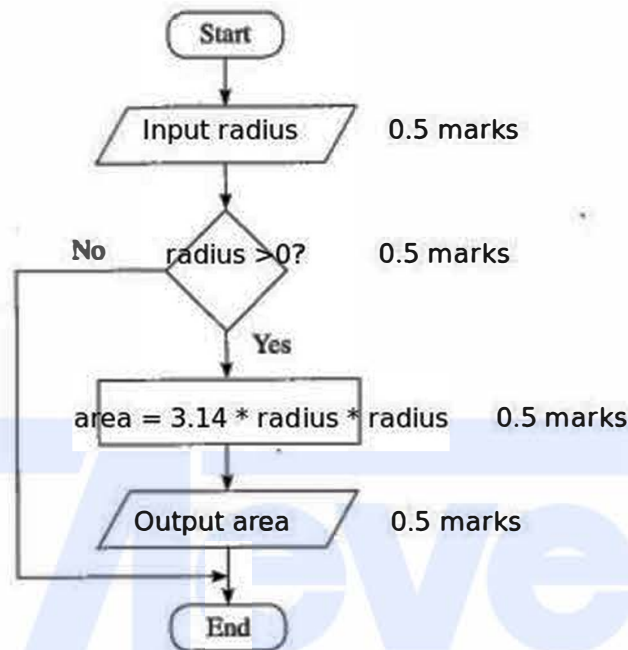 Start
Input radius 0.5 marks
radius >0? 0.5 marks
No
Yes
area = 3.14 * radius * radius 0.5 marks
Output area 0.5 marks
End